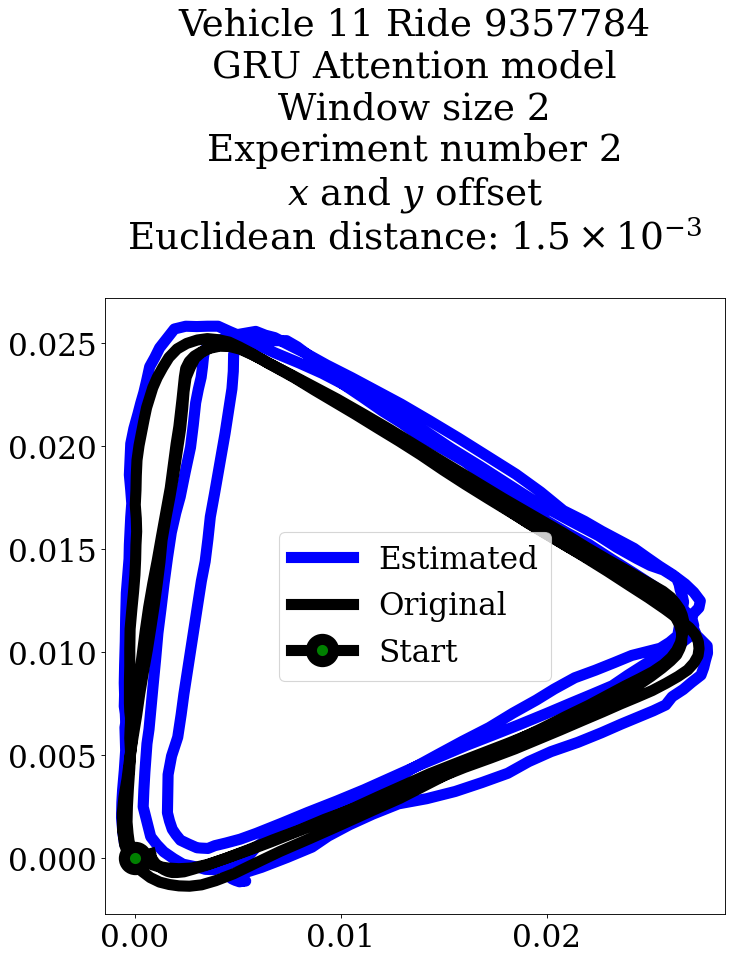 Vehicle 11 Ride 9357784
GRU Attention model
Window size 2
Experiment number 2
x and y offset
Euclidean distance: 1.5 × 10⁻³
0.025
0.020
0.015
0.010
0.005
0.000
Estimated
Original
Start
0.00 0.01 0.02